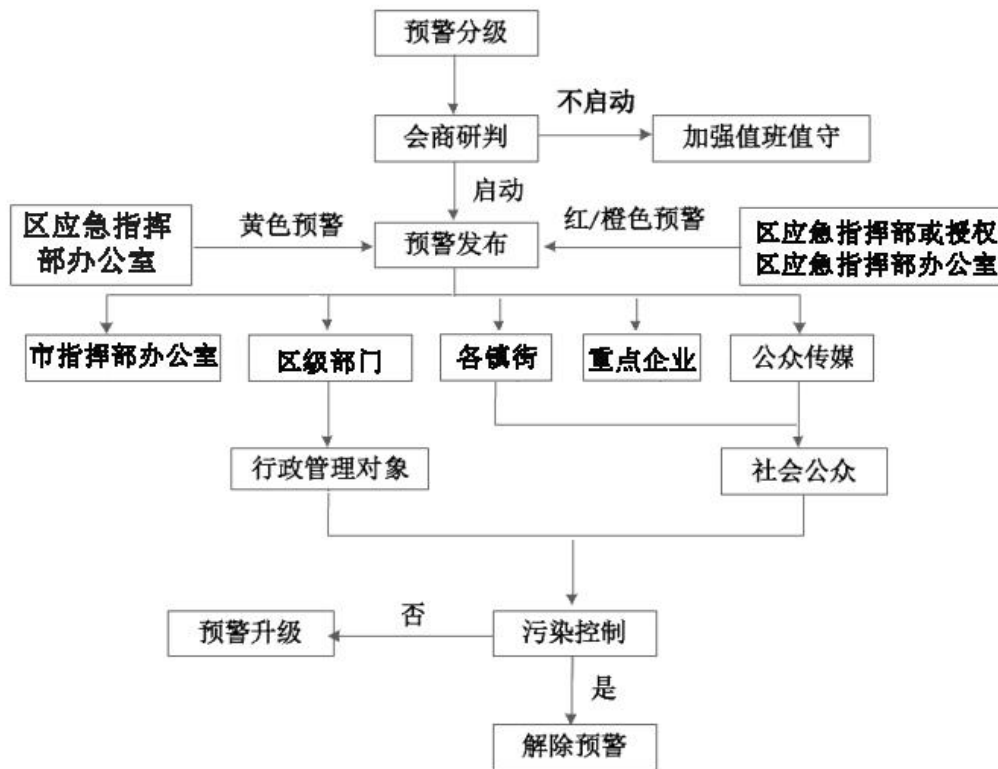 预警分级
不启动
会商研判
加强值班值守
启动
区应急指挥
部办公室
黄色预警
预警发布
红/橙色预警
区应急指挥部或授权
区应急指挥部办公室
市指挥部办公室
区级部门
各镇街
重点企业
公众传媒
行政管理对象
社会公众
预警升级
否
污染控制
是
解除预警